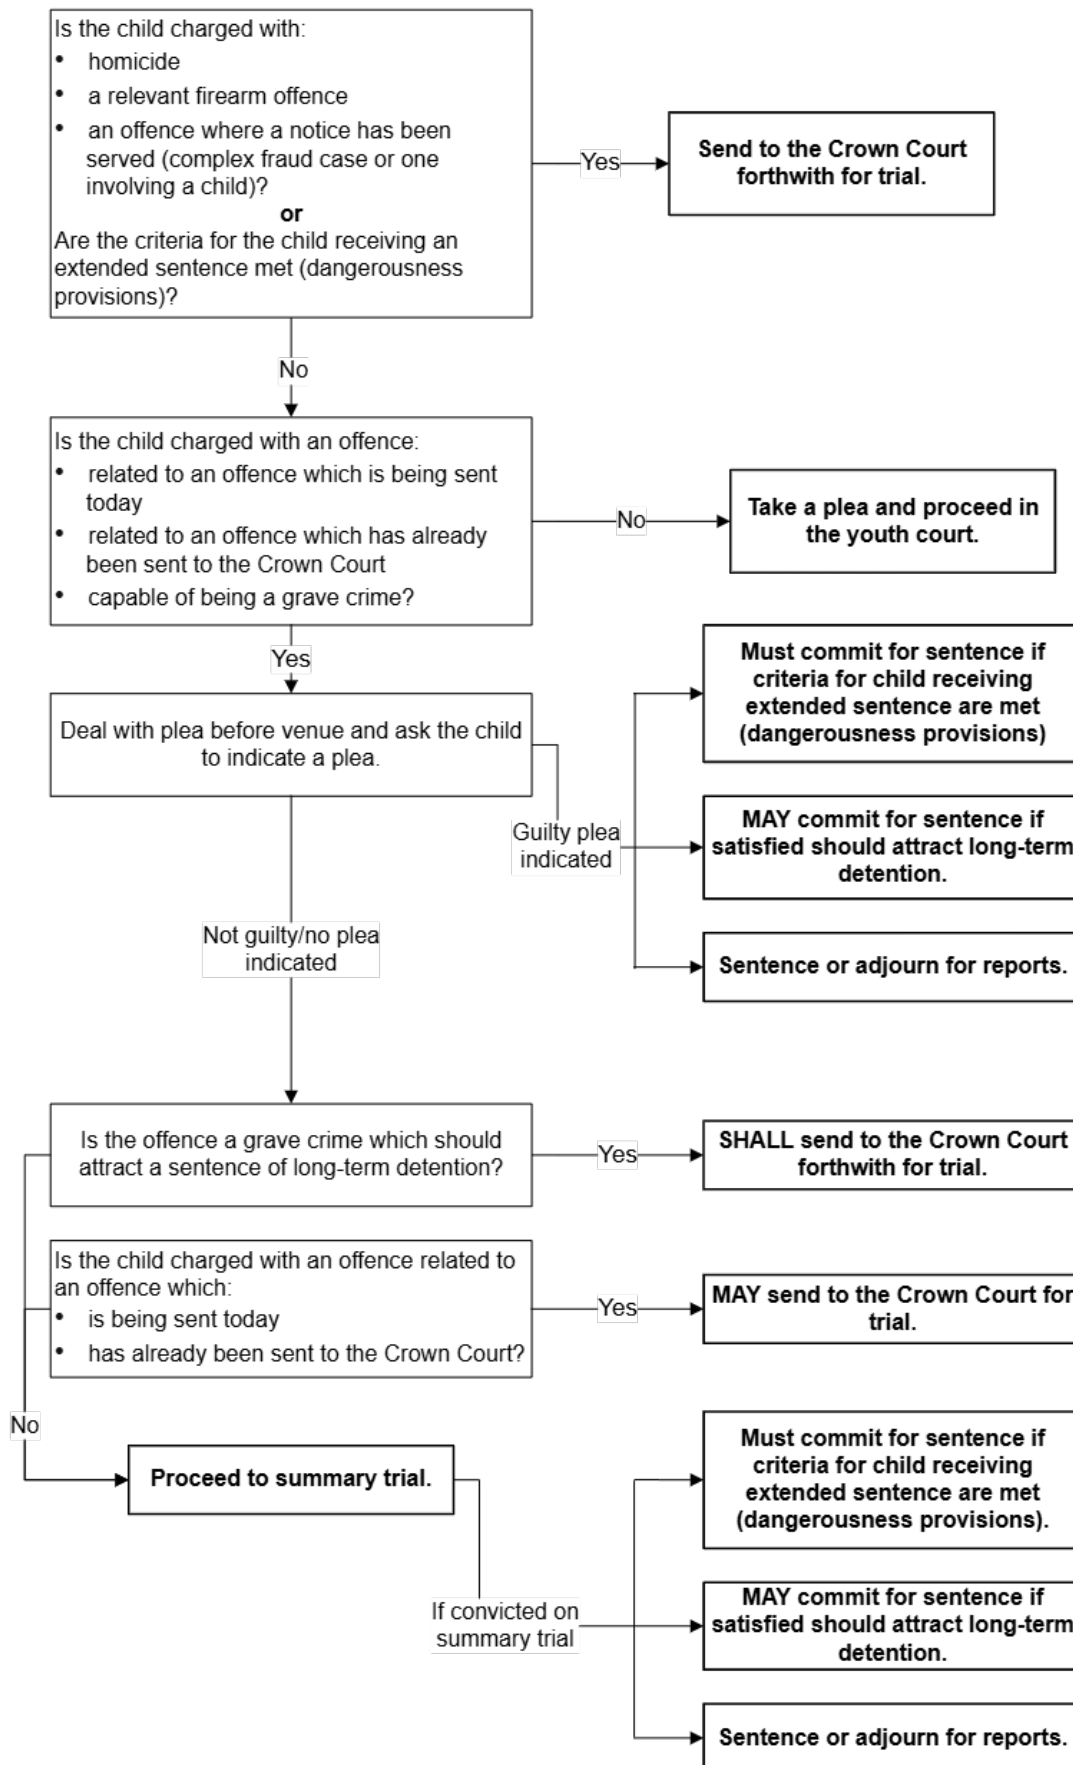 Is the child charged with:
• homicide
• a relevant firearm offence
• an offence where a notice has been
served (complex fraud case or one
involving a child)?
or
Are the criteria for the child receiving an
extended sentence met (dangerousness
provisions)?
Yes
Send to the Crown Court
forthwith for trial.
No
Is the child charged with an offence:
• related to an offence which is being sent
today
• related to an offence which has already
been sent to the Crown Court
• capable of being a grave crime?
No
Take a plea and proceed in
the youth court.
Yes
Deal with plea before venue and ask the child
to indicate a plea.
Guilty plea
indicated
Must commit for sentence if
criteria for child receiving
extended sentence are met
(dangerousness provisions)
MAY commit for sentence if
satisfied should attract long-term
detention.
Sentence or adjourn for reports.
Not guilty/no plea
indicated
Is the offence a grave crime which should
attract a sentence of long-term detention?
Yes
SHALL send to the Crown Court
forthwith for trial.
Is the child charged with an offence related to
an offence which:
• is being sent today
• has already been sent to the Crown Court?
Yes
MAY send to the Crown Court for
trial.
No
Proceed to summary trial.
If convicted on
summary trial
Must commit for sentence if
criteria for child receiving
extended sentence are met
(dangerousness provisions).
MAY commit for sentence if
satisfied should attract long-term
detention.
Sentence or adjourn for reports.